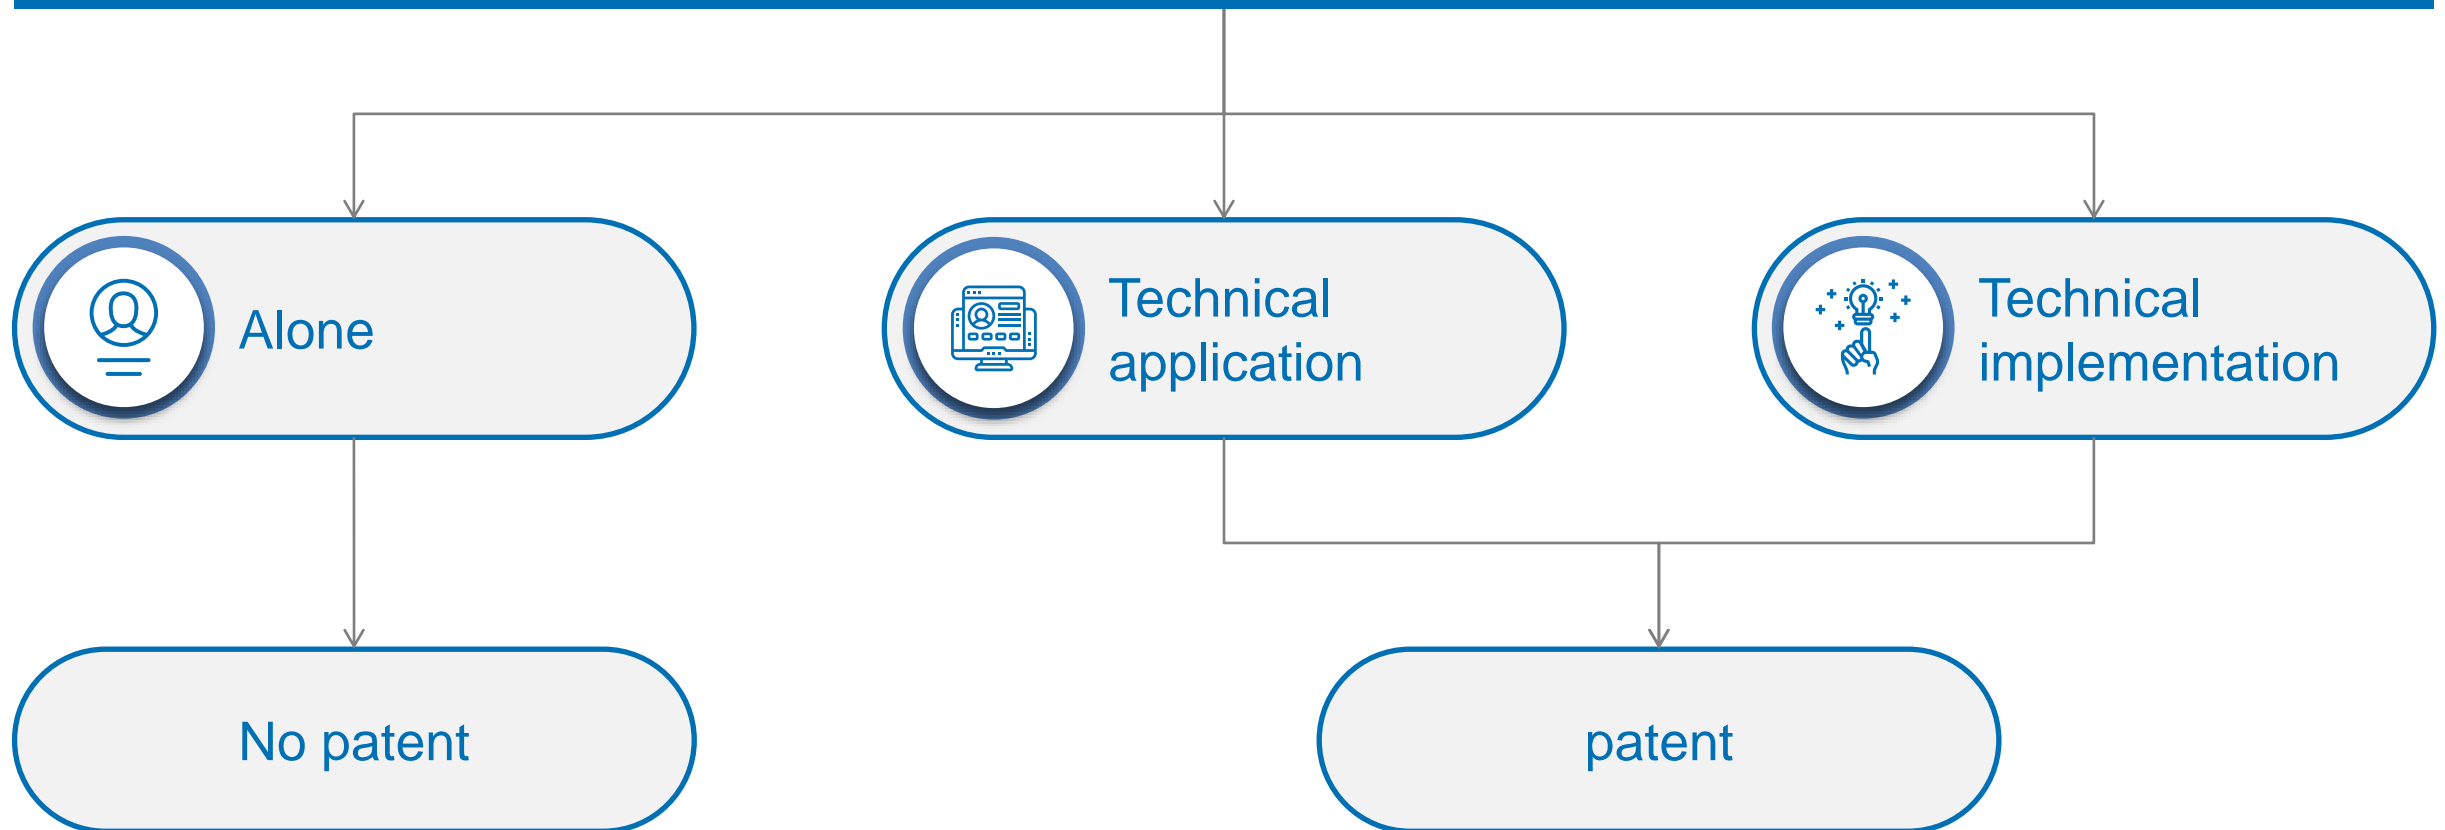 Alone
Technical
application
Technical
implementation
No patent
patent